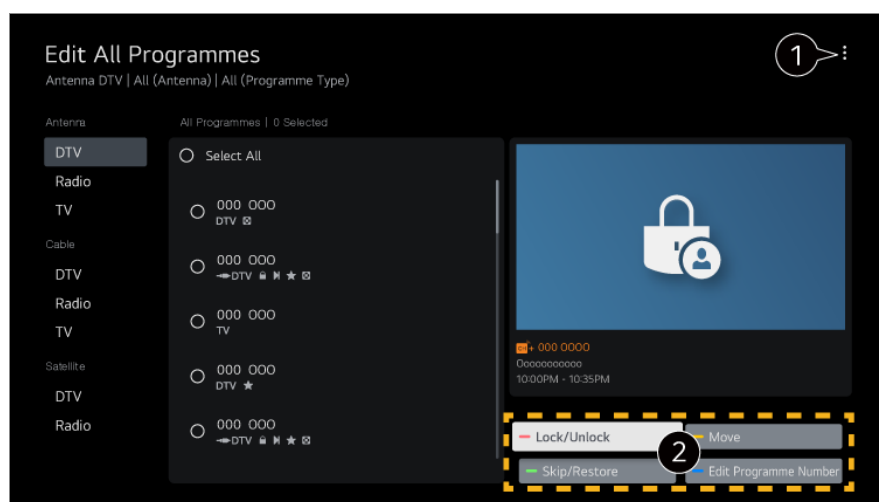 Edit All Programmes
Antenna DTV | All (Antenna) | All (Programme Type)
1
Antenna
DTV
Radio
TV
Cable
DTV
Radio
TV
Satellite
DTV
Radio
All Programmes | 0 Selected
Select All
000 000
DTV
000 000
DTV
000 000
TV
000 000
DTV
000 000
DTV
+ 000 0000
Oooooooooo
10:00PM - 10:35PM
Lock/Unlock
2
Move
Skip/Restore
Edit Programme Number